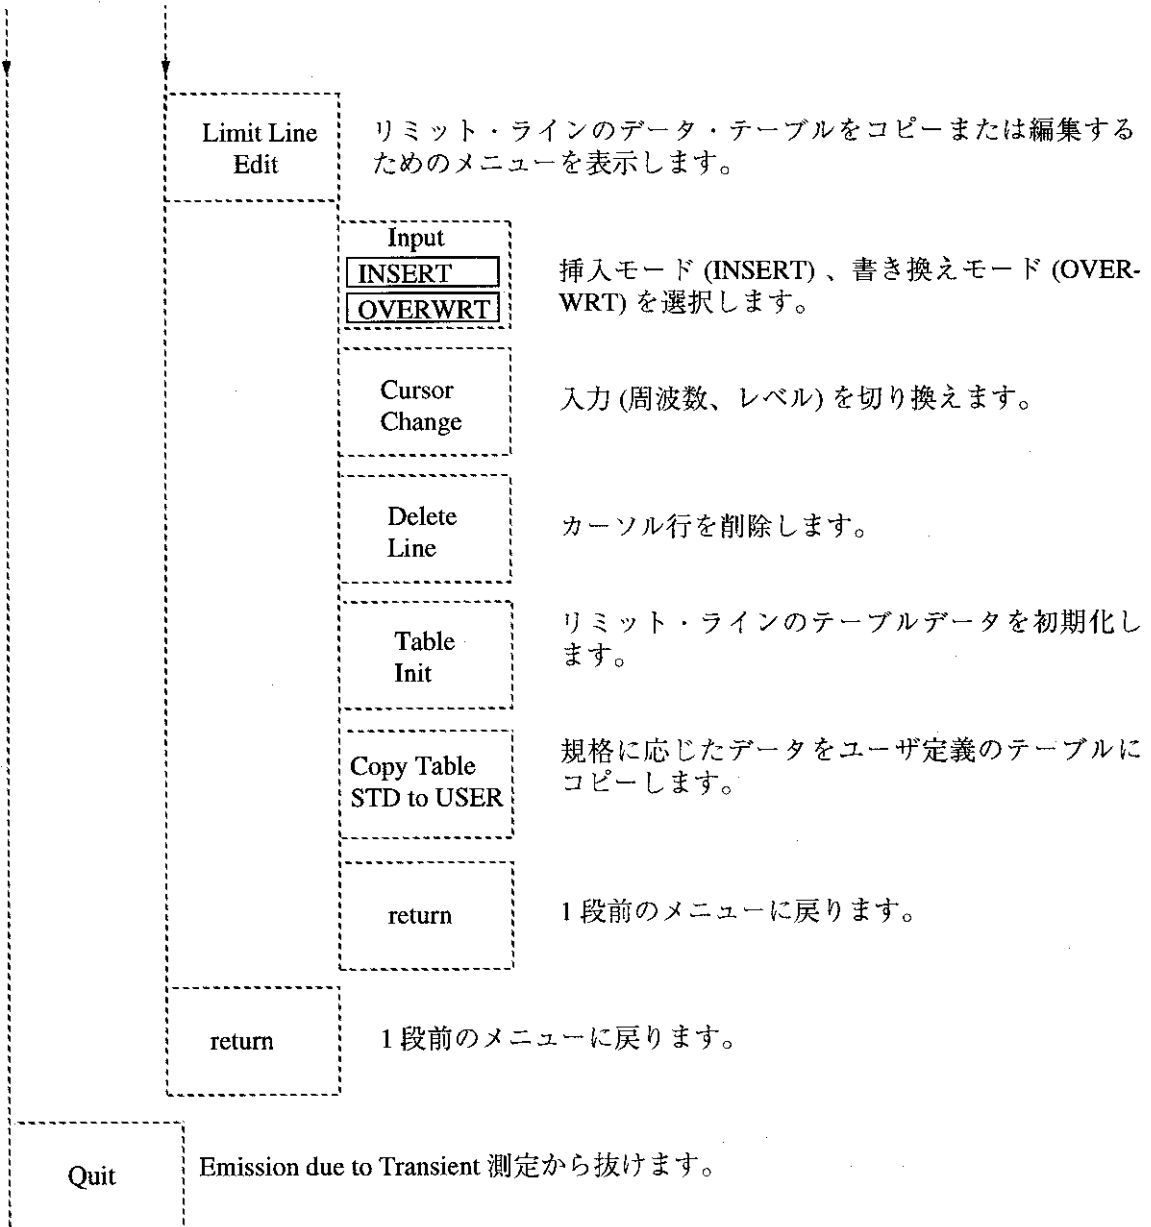 Limit Line
Edit
リミット・ラインのデータ・テーブルをコピーまたは編集する
ためのメニューを表示します。
Input
INSERT
OVERWRT
挿入モード (INSERT) 、書き換えモード (OVER-
WRT) を選択します。
Cursor
Change
入力 (周波数、レベル) を切り換えます。
Delete
Line
カーソル行を削除します。
Table
Init
リミット・ラインのテーブルデータを初期化し
ます。
Copy Table
STD to USER
規格に応じたデータをユーザ定義のテーブルに
コピーします。
return
1 段前のメニューに戻ります。
return
1 段前のメニューに戻ります。
Quit
Emission due to Transient 測定から抜けます。